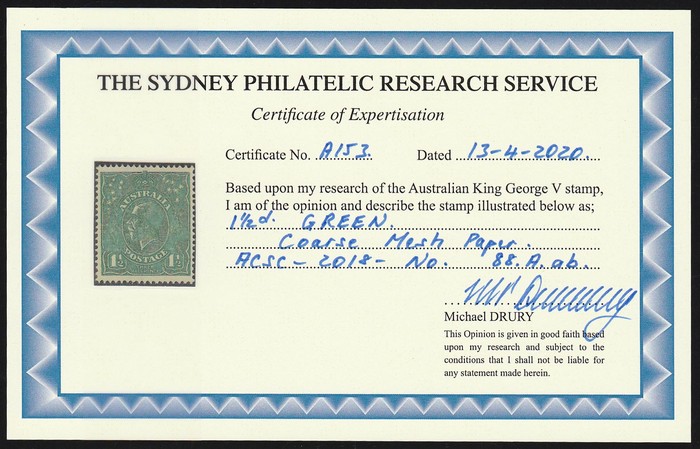 THE SYDNEY PHILATELIC RESEARCH SERVICE
Certificate of Expertisation
Certificate No. A153. Dated 13-4-2020.
Based upon my research of the Australian King George V stamp,
I am of the opinion and describe the stamp illustrated below as;
1½d. GREEN.
Coarse Mesh Paper.
ACSC-2018- No. 88.A.ab.
Michael DRURY
This Opinion is given in good faith based
upon my research and subject to the
conditions that I shall not be liable for
any statement made herein.
AUSTRALIA
POSTAGE
1½ 1½